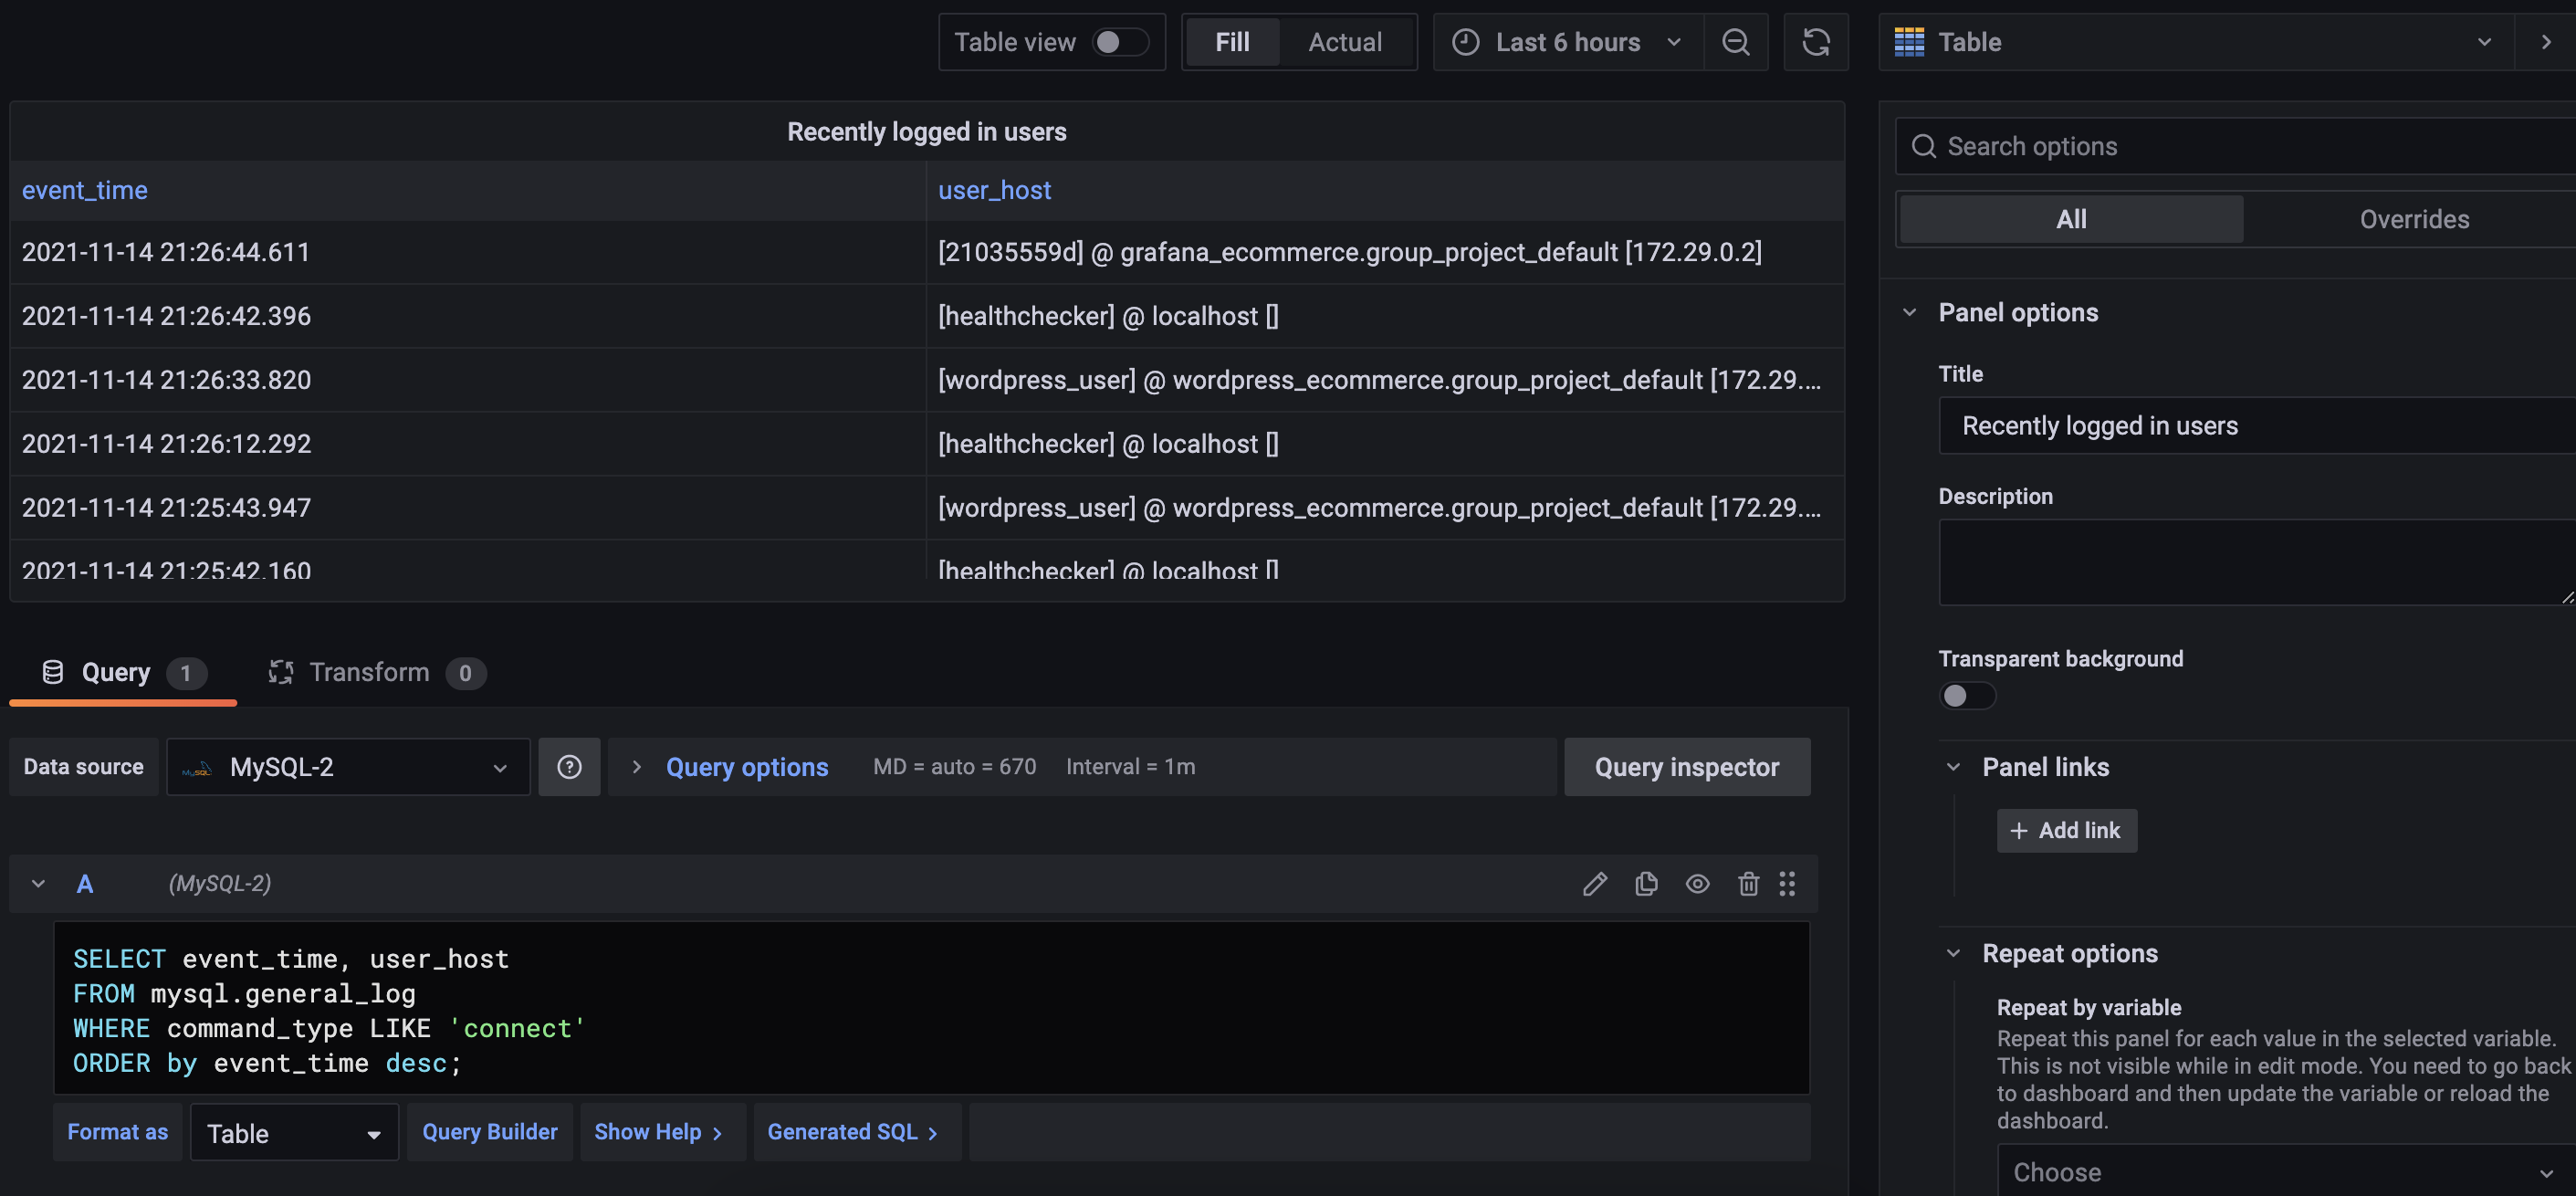 Table view
Fill
Actual
Last 6 hours
Table
Recently logged in users
event_time user_host
2021-11-14 21:26:44.611 [21035559d] @ grafana_ecommerce.group_project_default [172.29.0.2]
2021-11-14 21:26:42.396 [healthchecker] @ localhost []
2021-11-14 21:26:33.820 [wordpress_user] @ wordpress_ecommerce.group_project_default [172.29....
2021-11-14 21:26:12.292 [healthchecker] @ localhost []
2021-11-14 21:25:43.947 [wordpress_user] @ wordpress_ecommerce.group_project_default [172.29....
2021-11-14 21:25:42.160 [healthchecker] @ localhost []
Query 1
Transform 0
Data source
MySQL MySQL-2
Query options MD = auto = 670 Interval = 1m
Query inspector
A (MySQL-2)
SELECT event_time, user_host
FROM mysql.general_log
WHERE command_type LIKE 'connect'
ORDER by event_time desc;
Format as
Table
Query Builder
Show Help >
Generated SQL >
Search options
All
Overrides
Panel options
Title
Recently logged in users
Description
Transparent background
Panel links
+ Add link
Repeat options
Repeat by variable
Repeat this panel for each value in the selected variable.
This is not visible while in edit mode. You need to go back
to dashboard and then update the variable or reload the
dashboard.
Choose